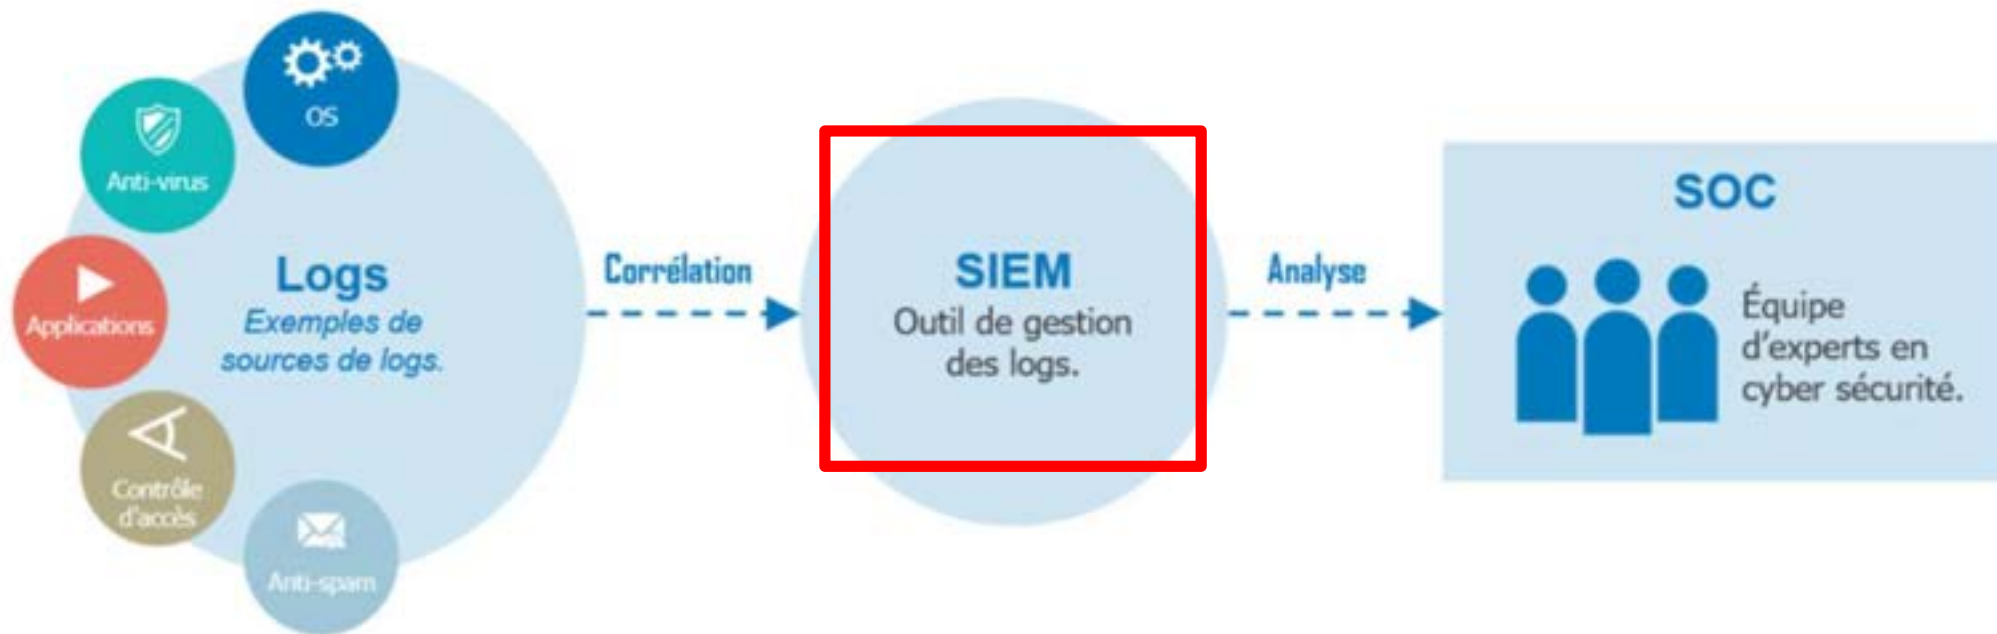 OS
Anti-virus
Applications
Contrôle
d'accès
Anti-spam
Logs
Exemples de
sources de logs.
Corrélation
SIEM
Outil de gestion
des logs.
Analyse
SOC
Équipe
d'experts en
cyber sécurité.